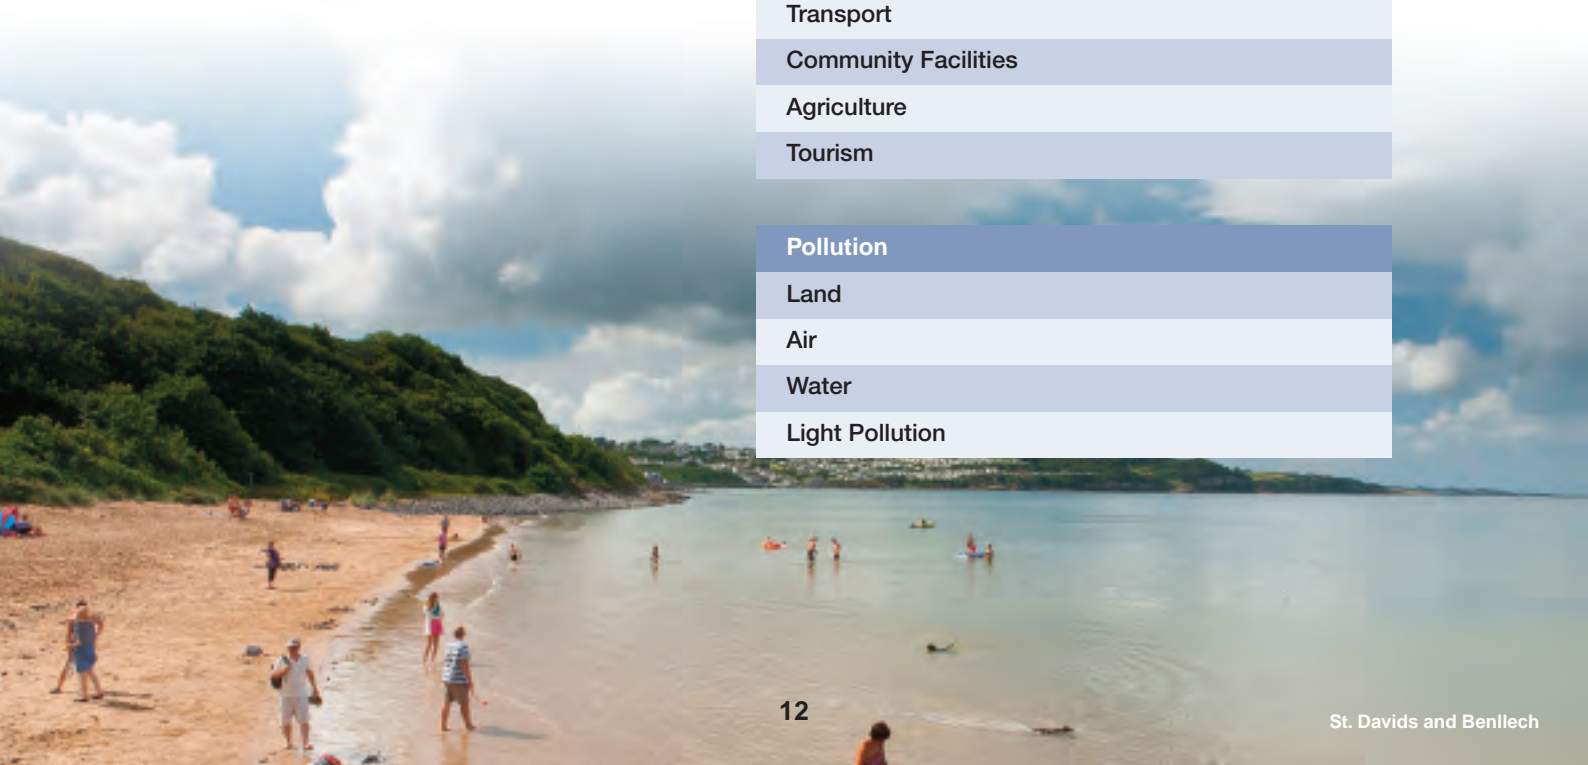 Transport
Community Facilities
Agriculture
Tourism
Pollution
Land
Air
Water
Light Pollution
12
St. Davids and Benllech